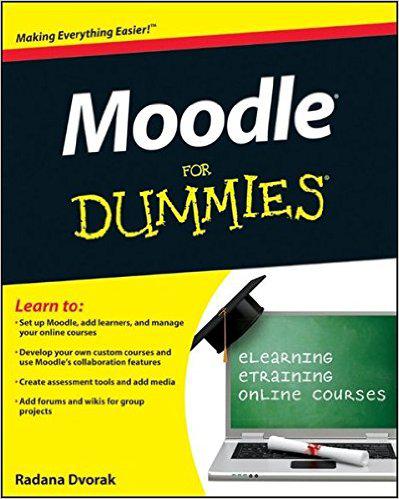 Making Everything Easier!™
Moodle®
FOR
DUMMIES®
Learn to:
• Set up Moodle, add learners, and manage
your online courses
• Develop your own custom courses and
use Moodle's collaboration features
• Create assessment tools and add media
• Add forums and wikis for group
projects
eLearning
eTraining
Online Courses
Radana Dvorak